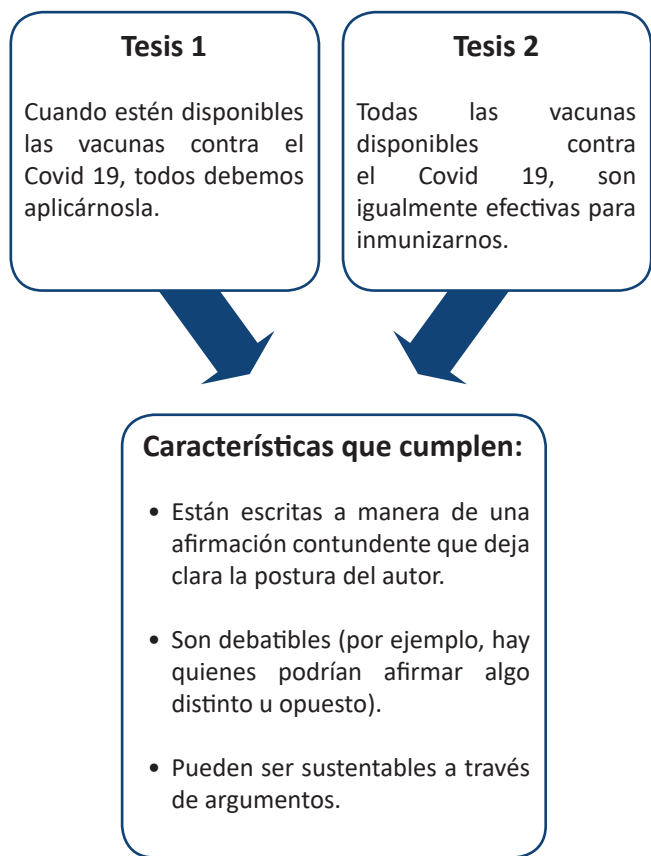 Tesis 1
Cuando estén disponibles
las vacunas contra el
Covid 19, todos debemos
aplicárnosla.
Tesis 2
Todas las vacunas
disponibles contra
el Covid 19, son
igualmente efectivas para
inmunizarnos.
Características que cumplen:
• Están escritas a manera de una
afirmación contundente que deja
clara la postura del autor.
• Son debatibles (por ejemplo, hay
quienes podrían afirmar algo
distinto u opuesto).
• Pueden ser sustentables a través
de argumentos.